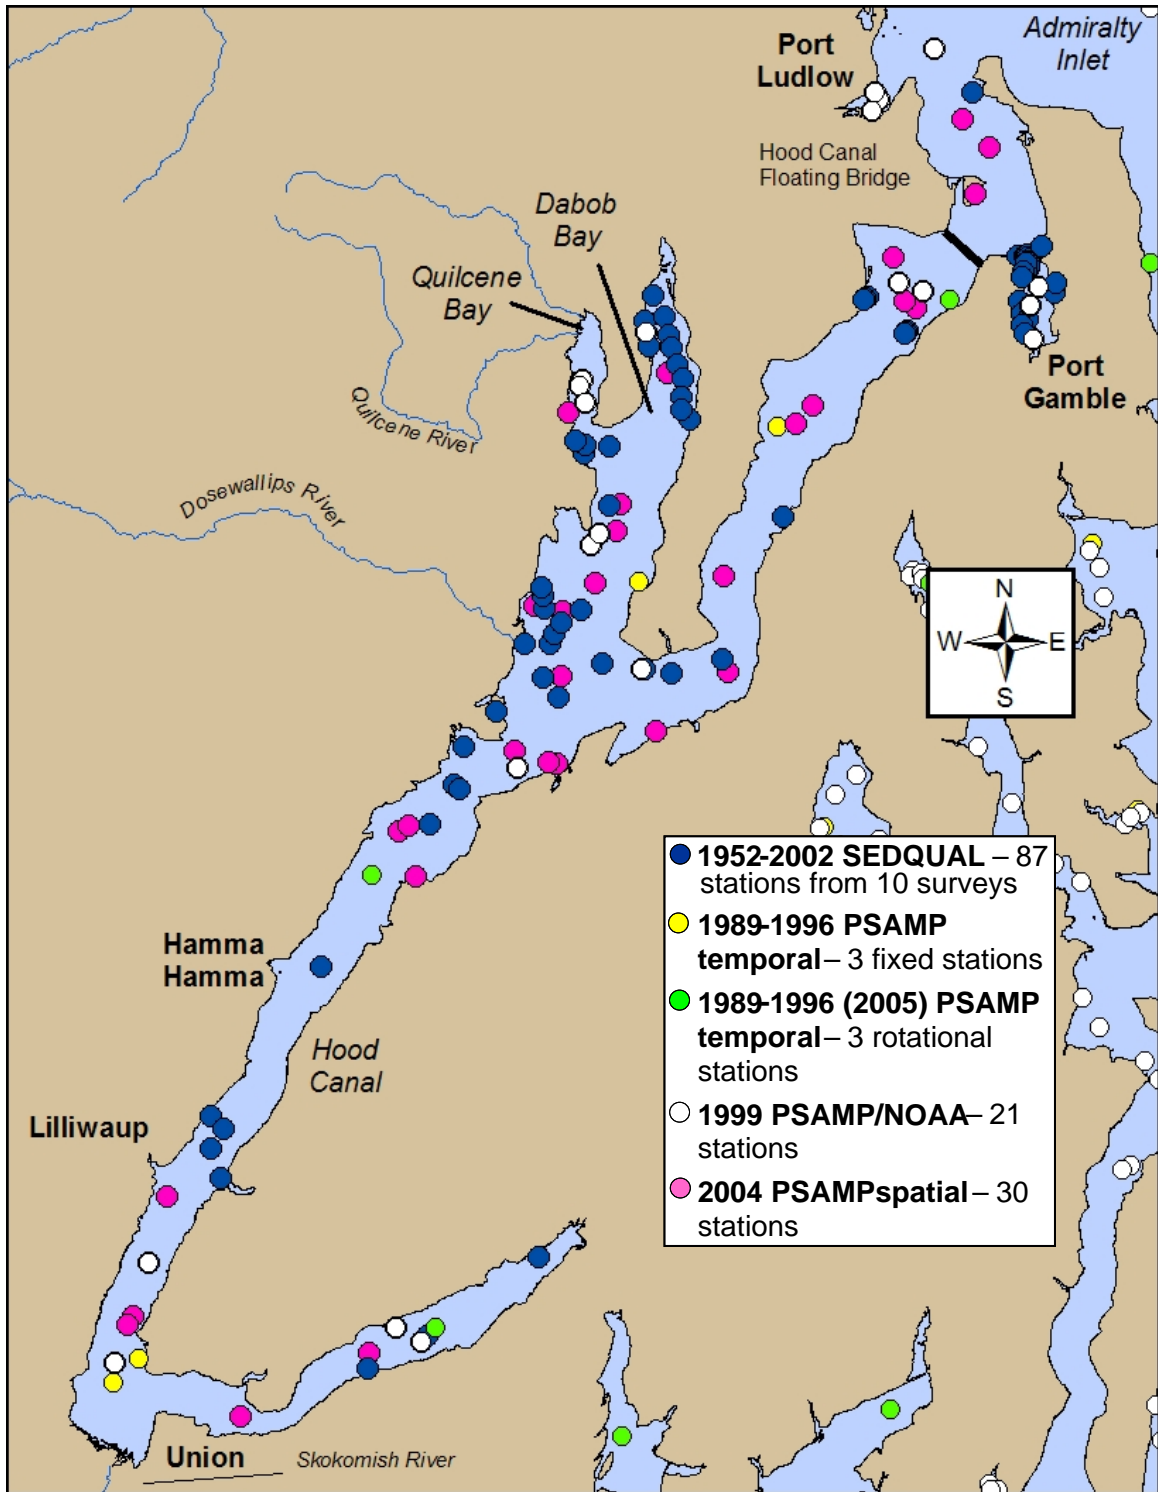 Admiralty
Inlet
Port
Ludlow
Hood Canal
Floating Bridge
Dabob
Bay
Quilcene
Bay
Port
Gamble
Quilcene River
Dosewallips River
N
W E
S
1952-2002 SEDQUAL – 87
stations from 10 surveys
1989-1996 PSAMP
temporal – 3 fixed stations
1989-1996 (2005) PSAMP
temporal – 3 rotational
stations
1999 PSAMP/NOAA – 21
stations
2004 PSAMPspatial – 30
stations
Hamma
Hamma
Hood
Canal
Lilliwaup
Union
Skokomish River